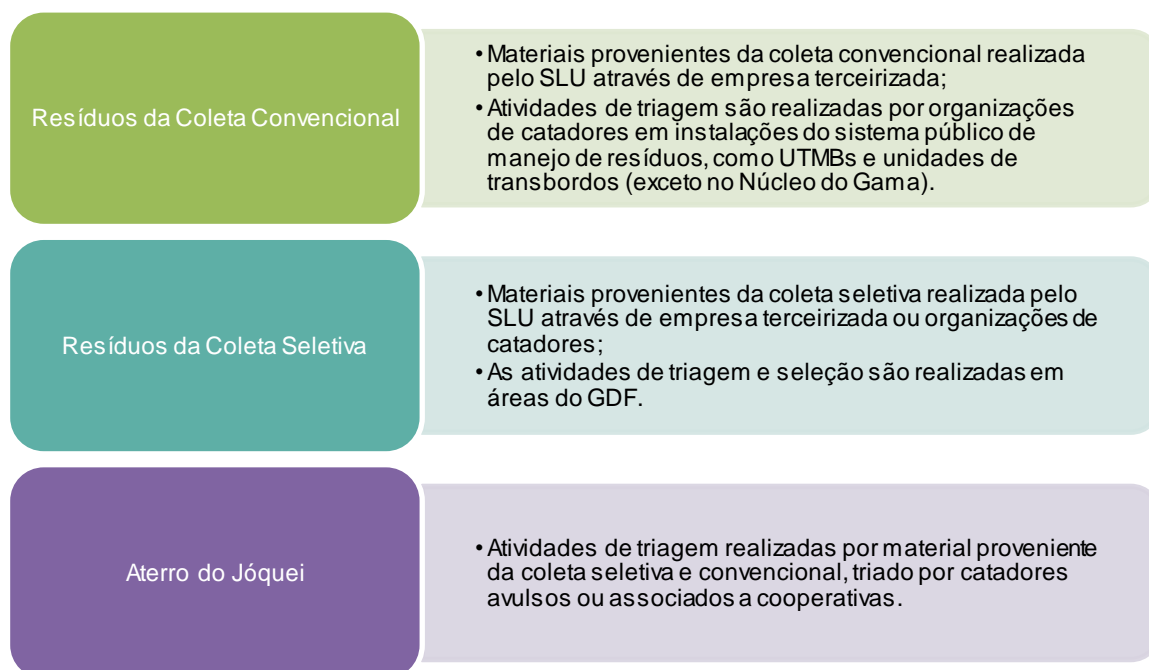 Resíduos da Coleta Convencional
• Materiais provenientes da coleta convencional realizada
pelo SLU através de empresa terceirizada;
• Atividades de triagem são realizadas por organizações
de catadores em instalações do sistema público de
manejo de resíduos, como UTMBs e unidades de
transbordos (exceto no Núcleo do Gama).
Resíduos da Coleta Seletiva
• Materiais provenientes da coleta seletiva realizada pelo
SLU através de empresa terceirizada ou organizações de
catadores;
• As atividades de triagem e seleção são realizadas em
áreas do GDF.
Aterro do Jóquei
• Atividades de triagem realizadas por material proveniente
da coleta seletiva e convencional, triado por catadores
avulsos ou associados a cooperativas.